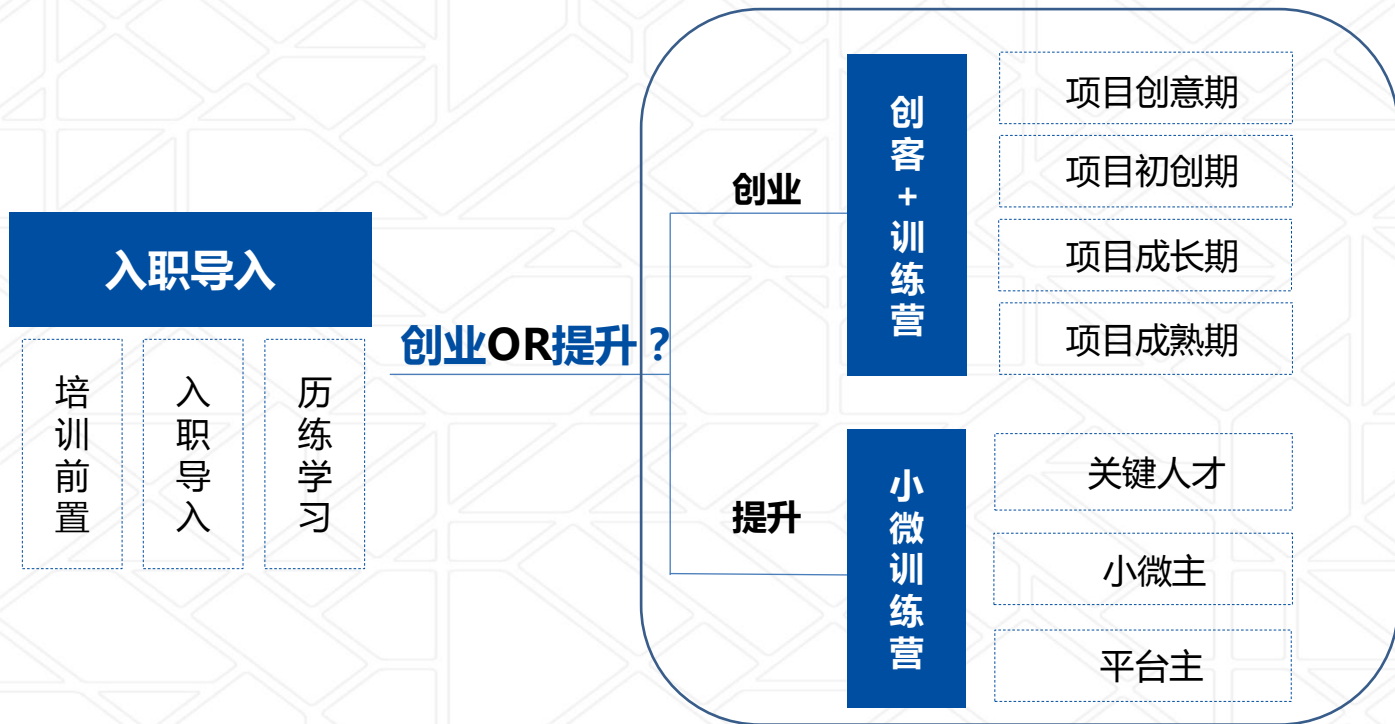 入职导入
培训前置
入职导入
历练学习
创业OR提升？
创业
创客+训练营
项目创意期
项目初创期
项目成长期
项目成熟期
提升
小微训练营
关键人才
小微主
平台主